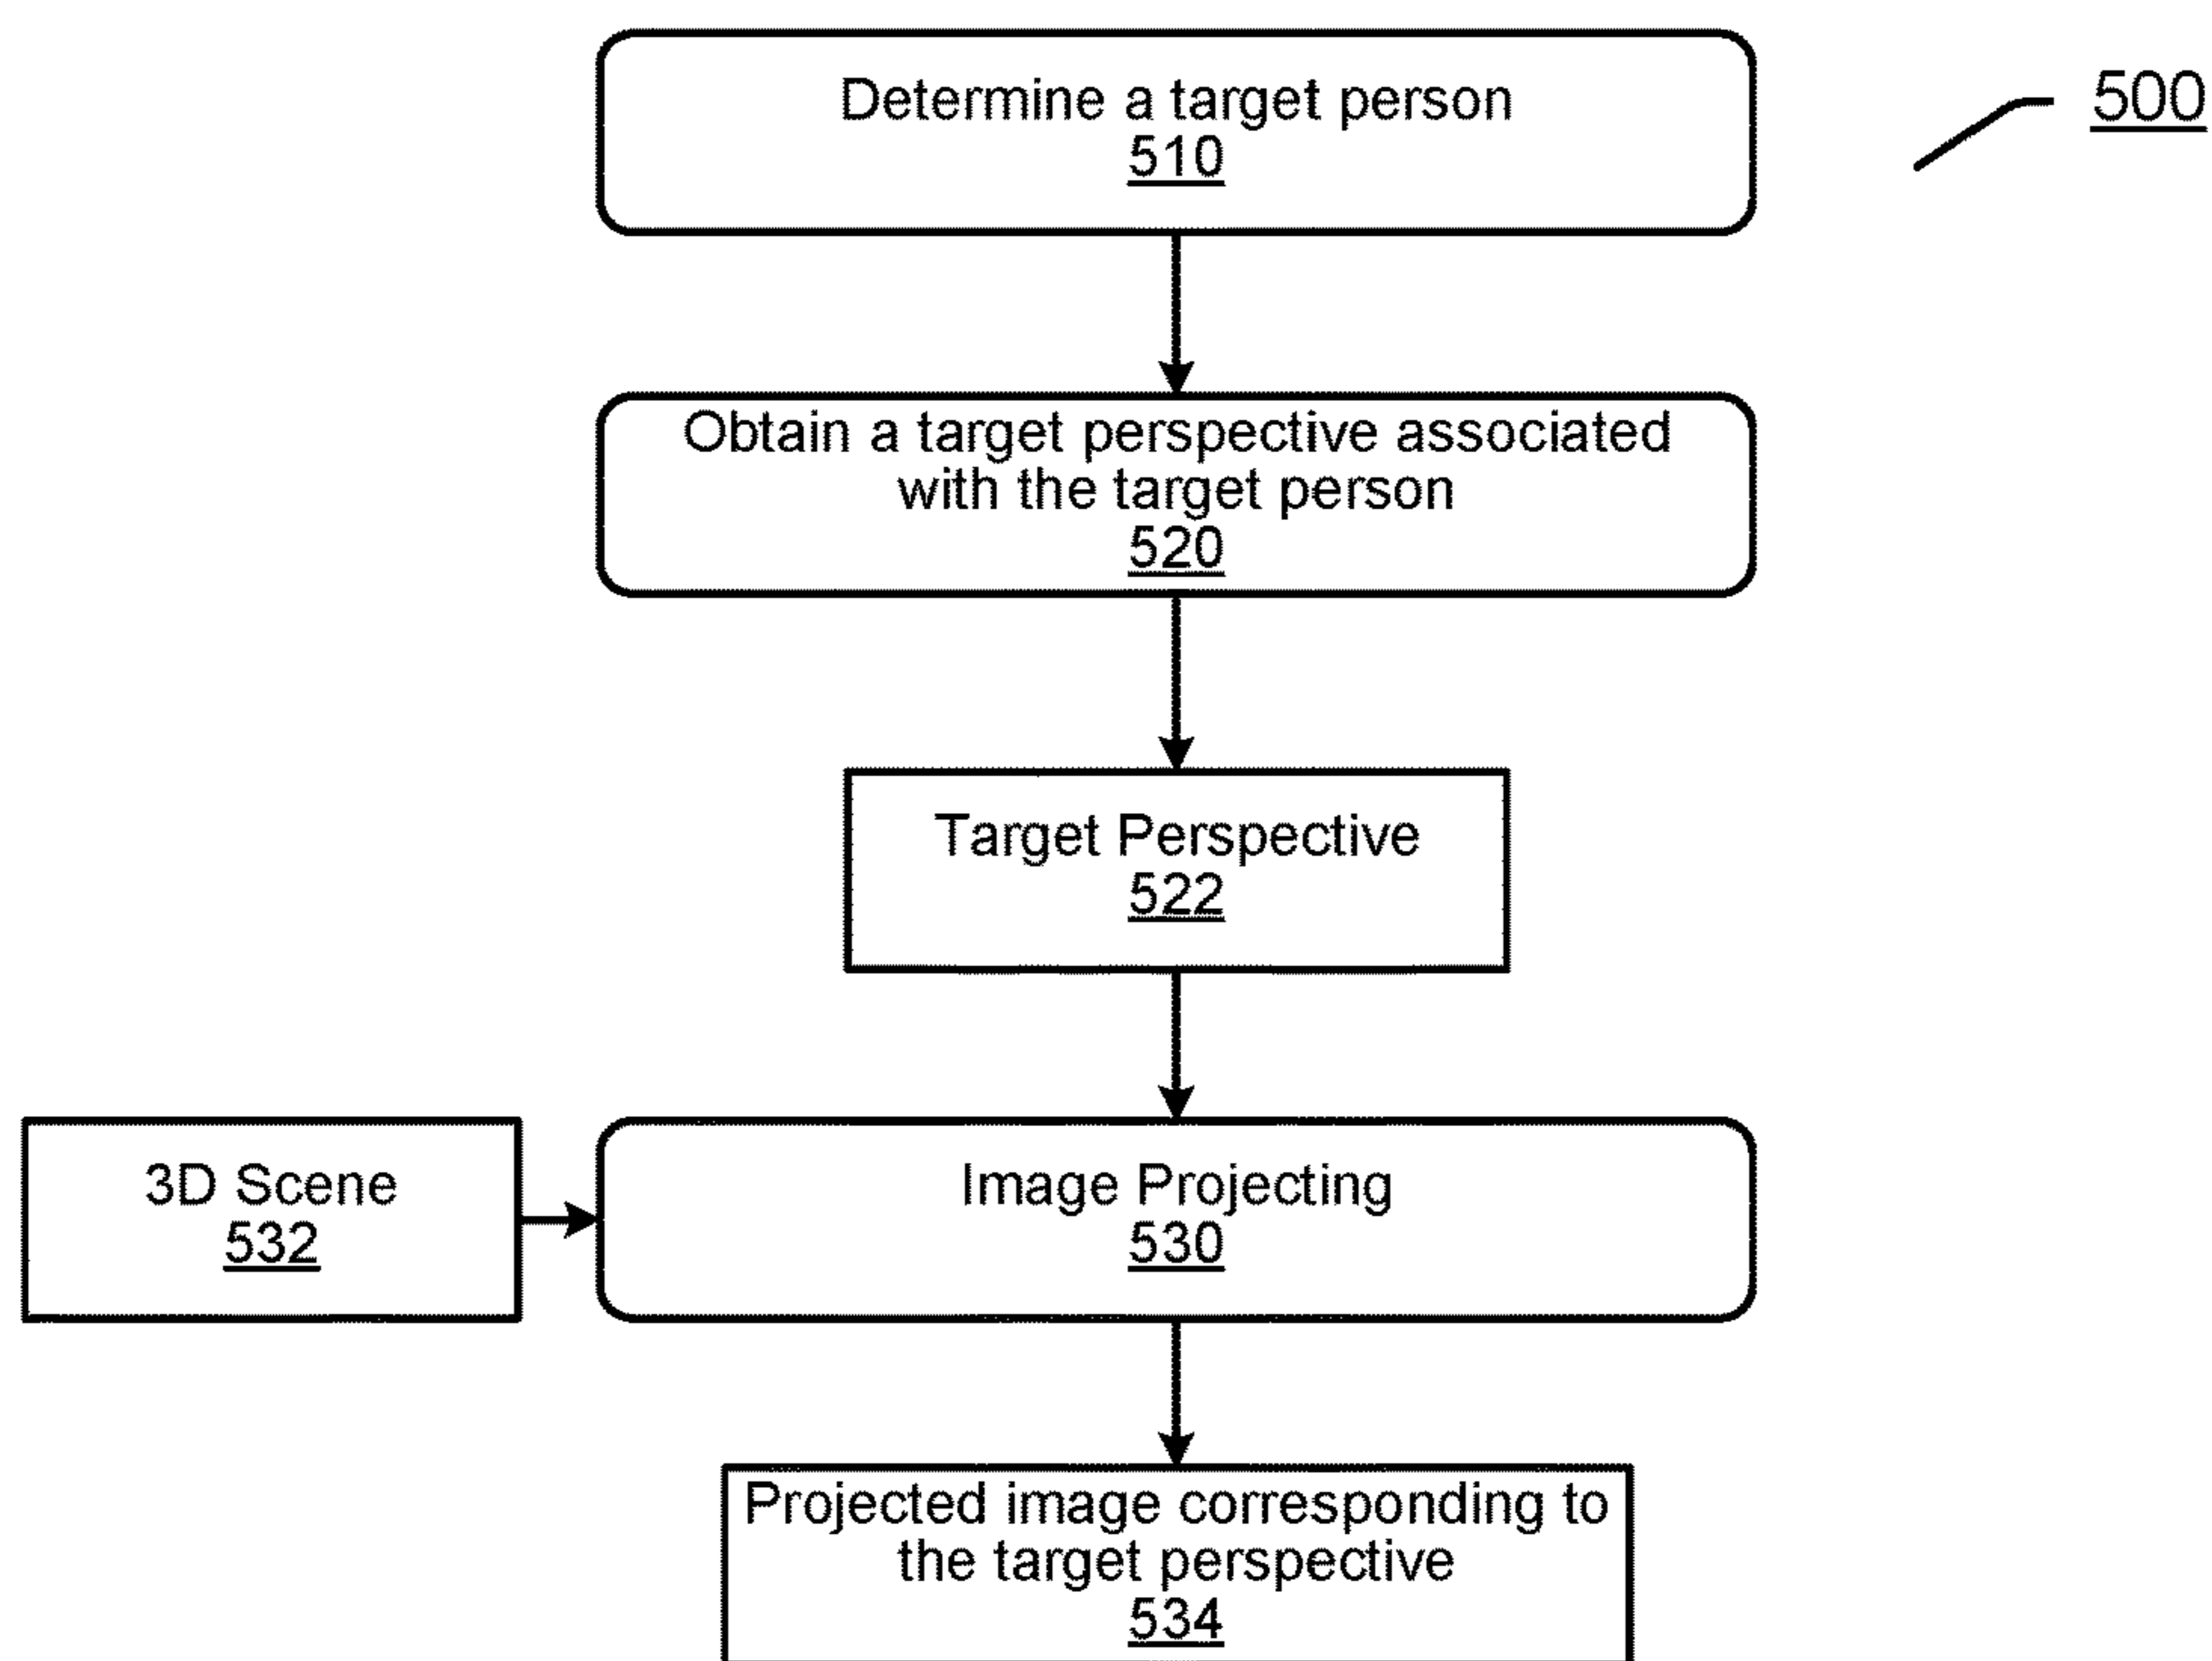 Determine a target person
510
500
Obtain a target perspective associated
with the target person
520
Target Perspective
522
3D Scene
532
Image Projecting
530
Projected image corresponding to
the target perspective
534